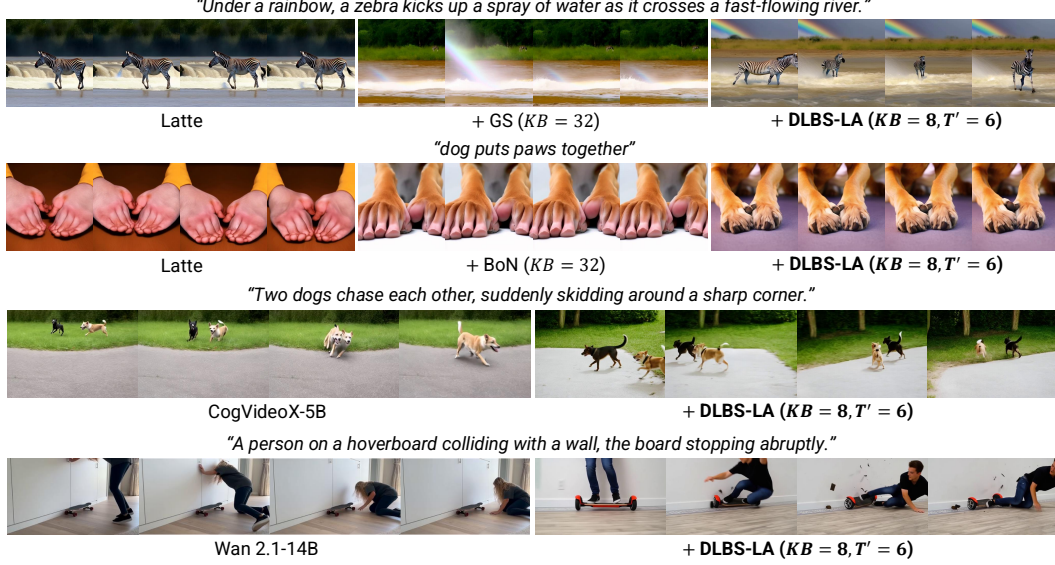 “Under a rainbow, a zebra kicks up a spray of water as it crosses a fast-flowing river.”
Latte
+ GS (KB = 32)
+ DLBS-LA (KB = 8, T′ = 6)
“dog puts paws together”
Latte
+ BoN (KB = 32)
+ DLBS-LA (KB = 8, T′ = 6)
“Two dogs chase each other, suddenly skidding around a sharp corner.”
CogVideoX-5B
+ DLBS-LA (KB = 8, T′ = 6)
“A person on a hoverboard colliding with a wall, the board stopping abruptly.”
Wan 2.1-14B
+ DLBS-LA (KB = 8, T′ = 6)